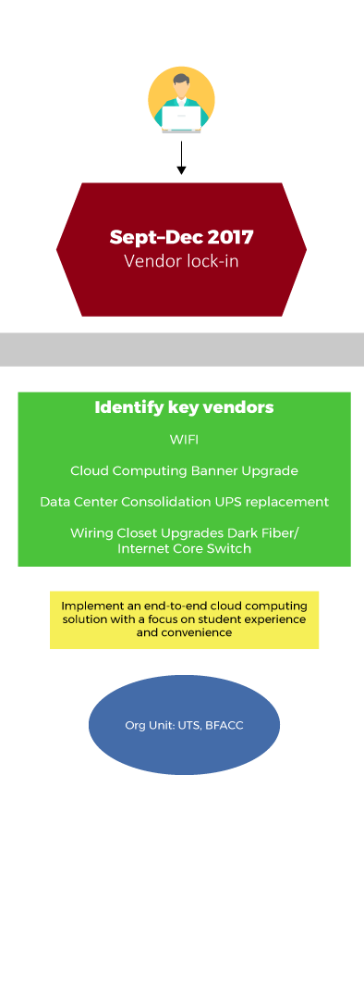 Sept–Dec 2017
Vendor lock-in
Identify key vendors
WIFI
Cloud Computing Banner Upgrade
Data Center Consolidation UPS replacement
Wiring Closet Upgrades Dark Fiber/
Internet Core Switch
Implement an end-to-end cloud computing
solution with a focus on student experience
and convenience
Org Unit: UTS, BFACC